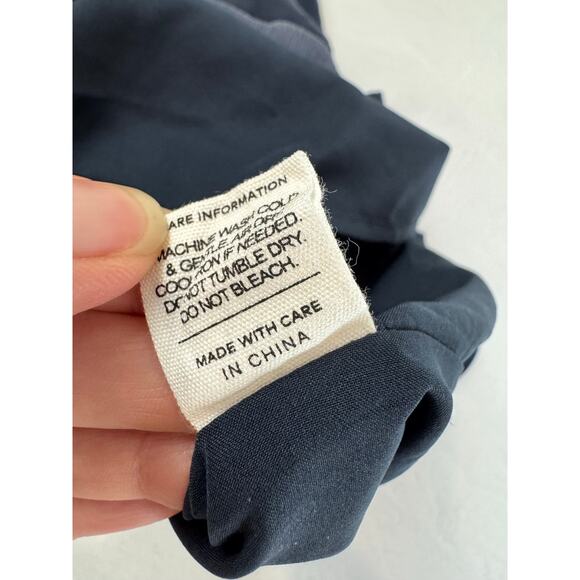 ARE INFORMATION
MACHINE WASH COLD
& GENTLE AIR DRY.
COOL IRON IF NEEDED.
DO NOT TUMBLE DRY.
DO NOT BLEACH.
MADE WITH CARE
IN CHINA